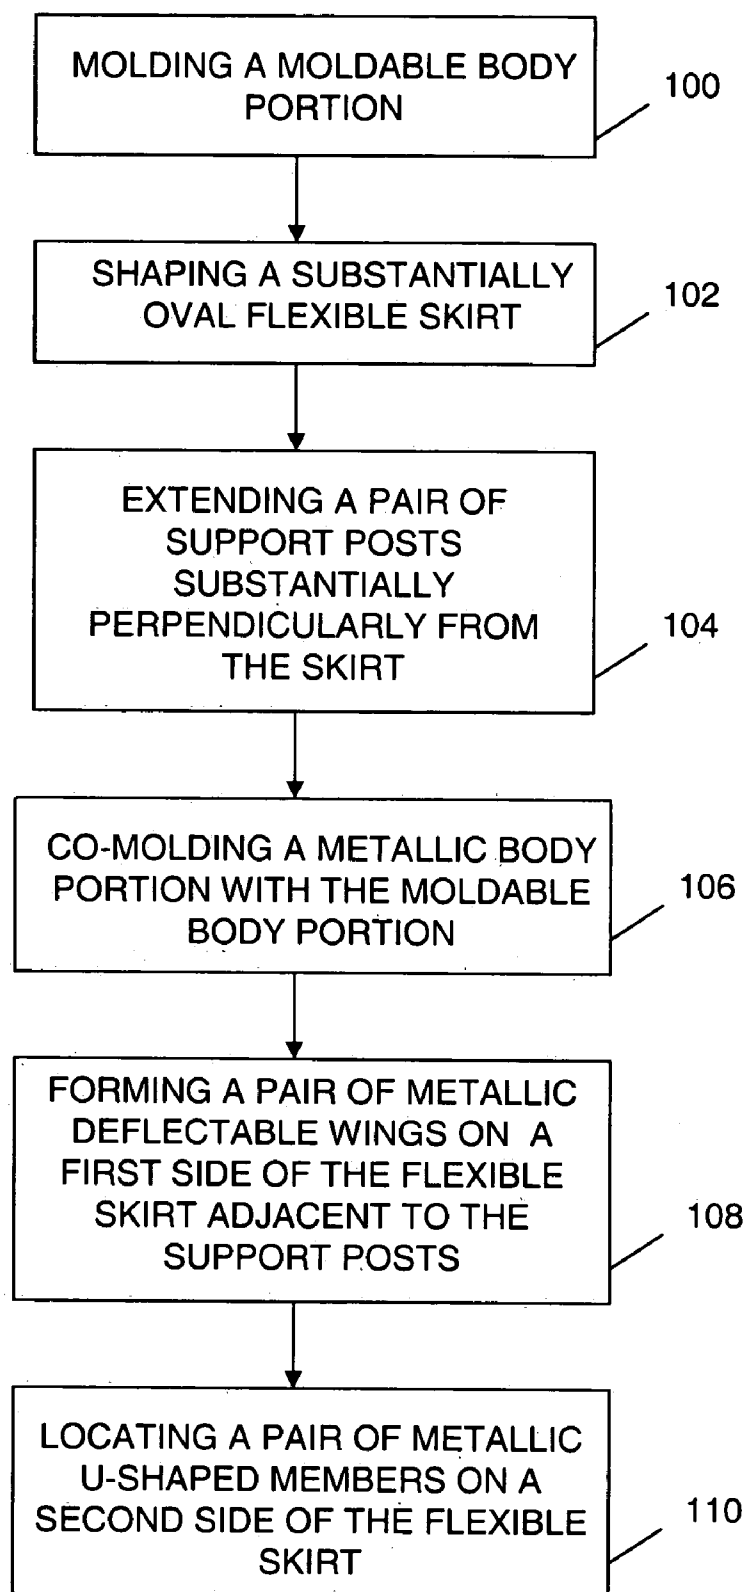 MOLDING A MOLDABLE BODY
PORTION
100
SHAPING A SUBSTANTIALLY
OVAL FLEXIBLE SKIRT
102
EXTENDING A PAIR OF
SUPPORT POSTS
SUBSTANTIALLY
PERPENDICULARLY FROM
THE SKIRT
104
CO-MOLDING A METALLIC BODY
PORTION WITH THE MOLDABLE
BODY PORTION
106
FORMING A PAIR OF METALLIC
DEFLECTABLE WINGS ON A
FIRST SIDE OF THE FLEXIBLE
SKIRT ADJACENT TO THE
SUPPORT POSTS
108
LOCATING A PAIR OF METALLIC
U-SHAPED MEMBERS ON A
SECOND SIDE OF THE FLEXIBLE
SKIRT
110